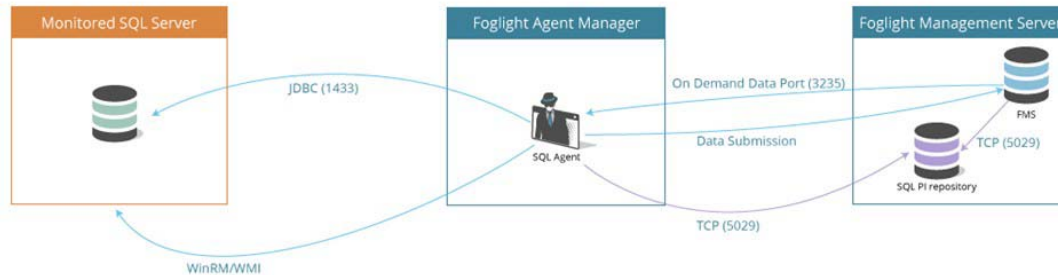 Monitored SQL Server
Foglight Agent Manager
Foglight Management Server
JDBC (1433)
On Demand Data Port (3235)
FMS
Data Submission
TCP (5029)
SQL Agent
SQL PI repository
TCP (5029)
WinRM/WMI